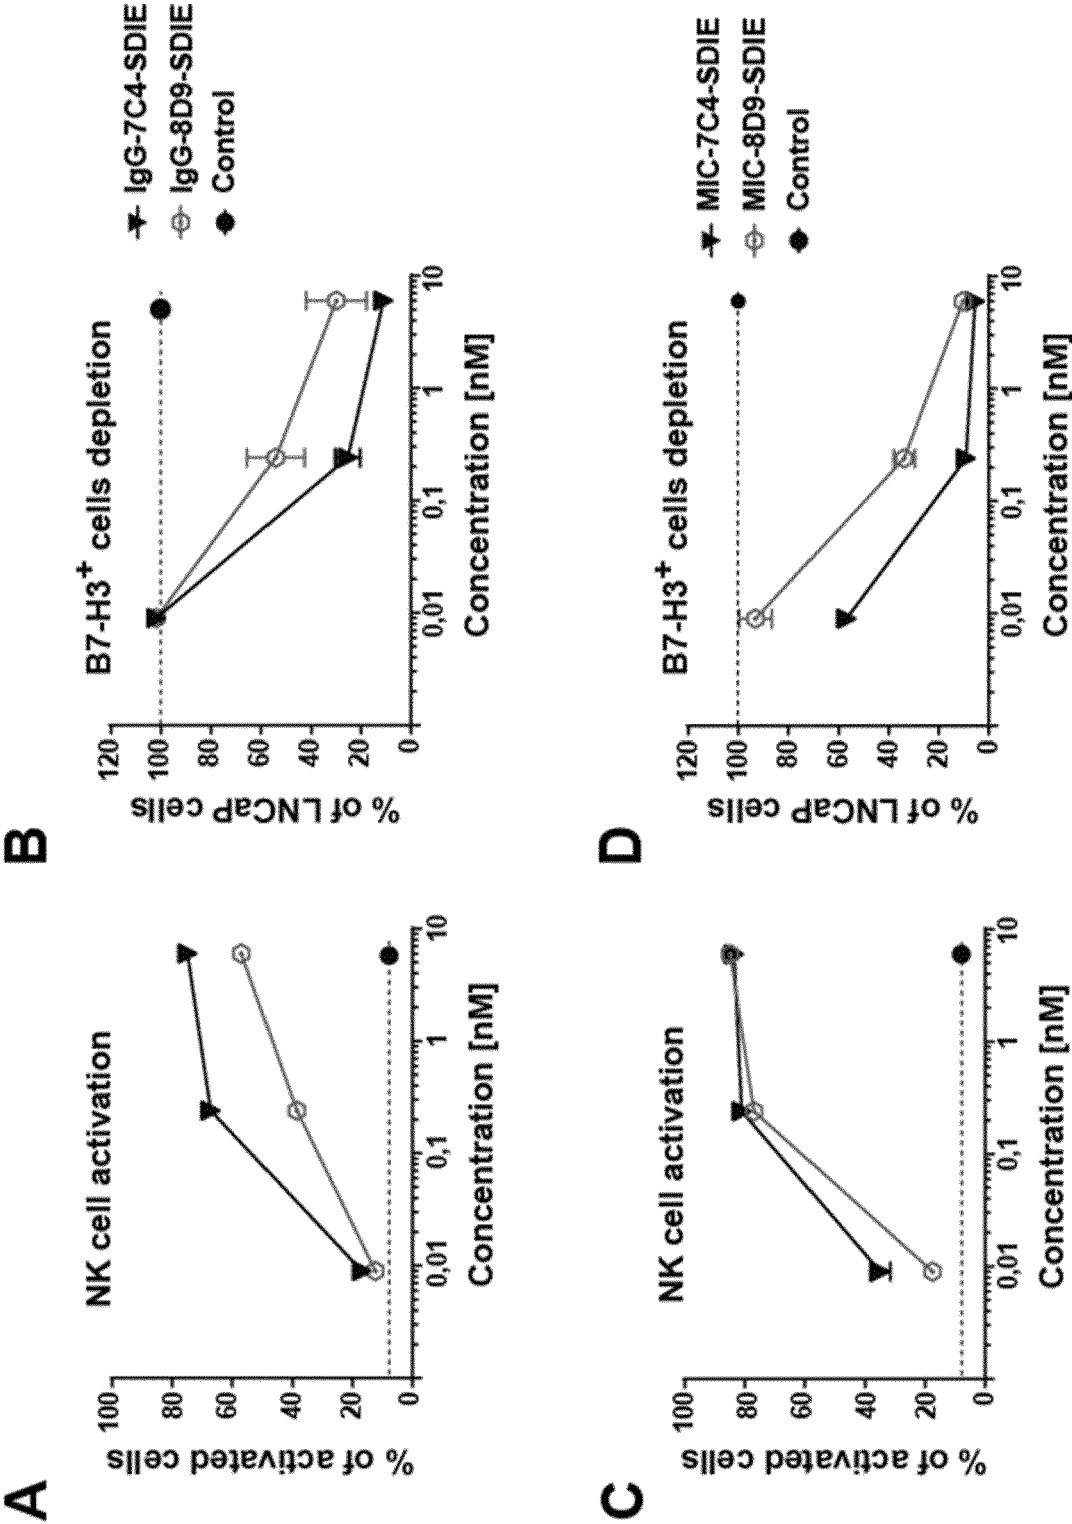 A
NK cell activation
% of activated cells
100
80
60
40
20
0
0,01
0,1
1
10
Concentration [nM]
B
B7-H3+ cells depletion
% of LNCaP cells
120
100
80
60
40
20
0
0,01
0,1
1
10
Concentration [nM]
IgG-7C4-SDIE
IgG-8D9-SDIE
Control
C
NK cell activation
% of activated cells
100
80
60
40
20
0
0,01
0,1
1
10
Concentration [nM]
D
B7-H3+ cells depletion
% of LNCaP cells
120
100
80
60
40
20
0
0,01
0,1
1
10
Concentration [nM]
MIC-7C4-SDIE
MIC-8D9-SDIE
Control